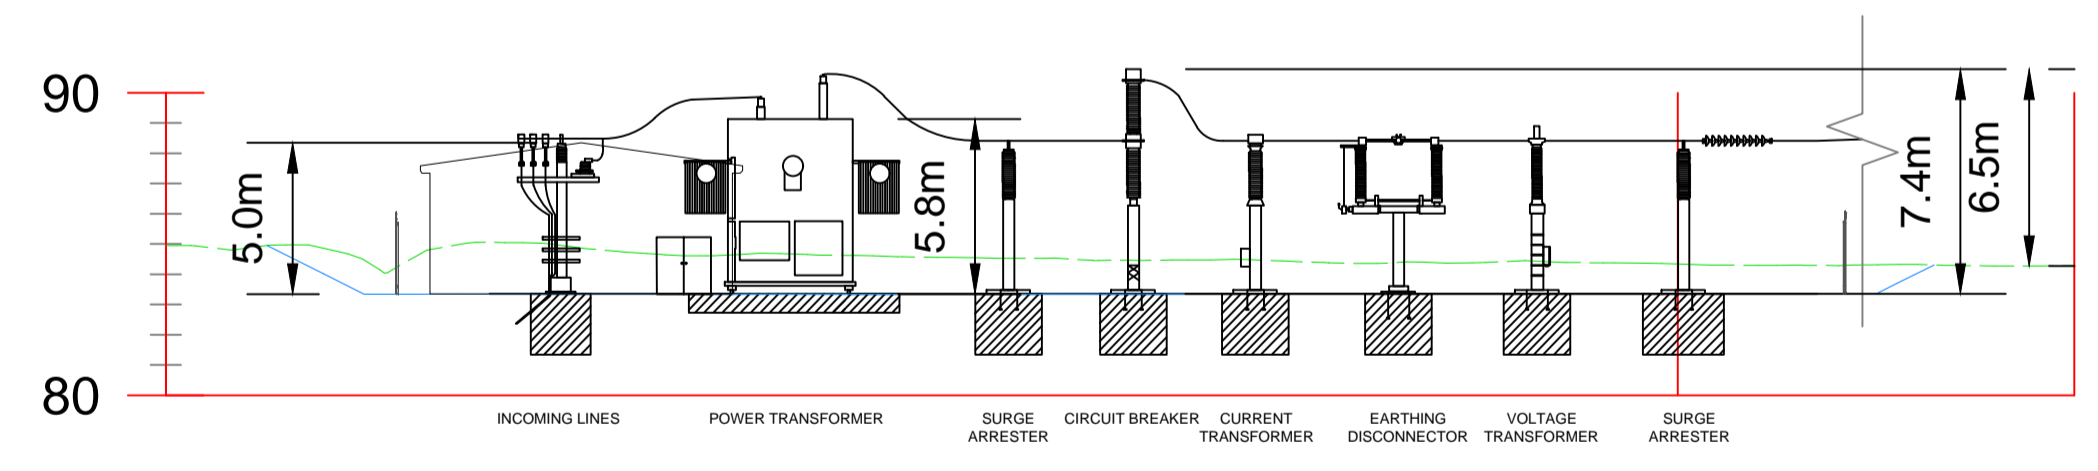 90
5.0m
5.8m
7.4m
6.5m
80
INCOMING LINES
POWER TRANSFORMER
SURGE
ARRESTER
CIRCUIT BREAKER
CURRENT
TRANSFORMER
EARTHING
DISCONNECTOR
VOLTAGE
TRANSFORMER
SURGE
ARRESTER